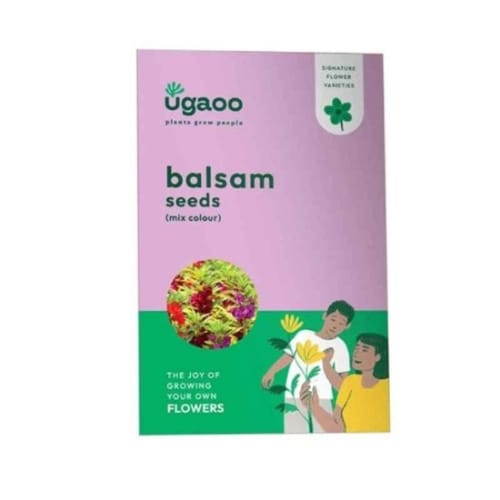 ugaoo
plants grow people
SIGNATURE
FLOWER
VARIETIES
balsam
seeds
(mix colour)
THE JOY OF
GROWING
YOUR OWN
FLOWERS